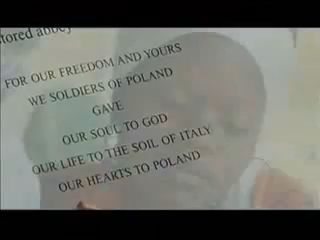 tored abbey
FOR OUR FREEDOM AND YOURS
WE SOLDIERS OF POLAND
GAVE
OUR SOUL TO GOD
OUR LIFE TO THE SOIL OF ITALY
OUR HEARTS TO POLAND